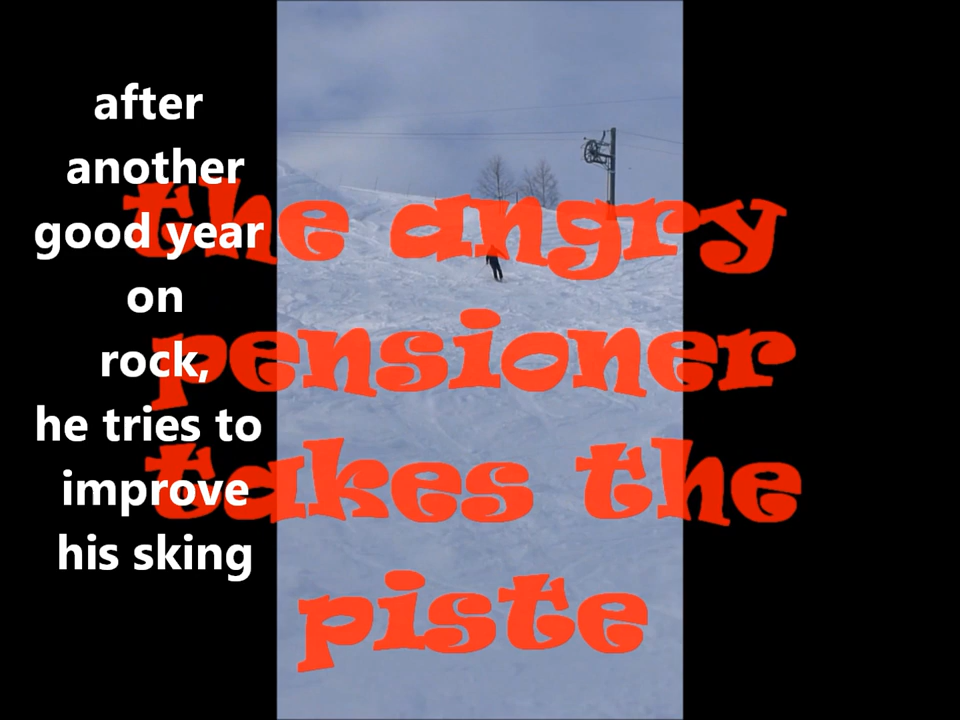 after
another
good year
on
rock,
he tries to
improve
his sking
the angry
pensioner
takes the
piste